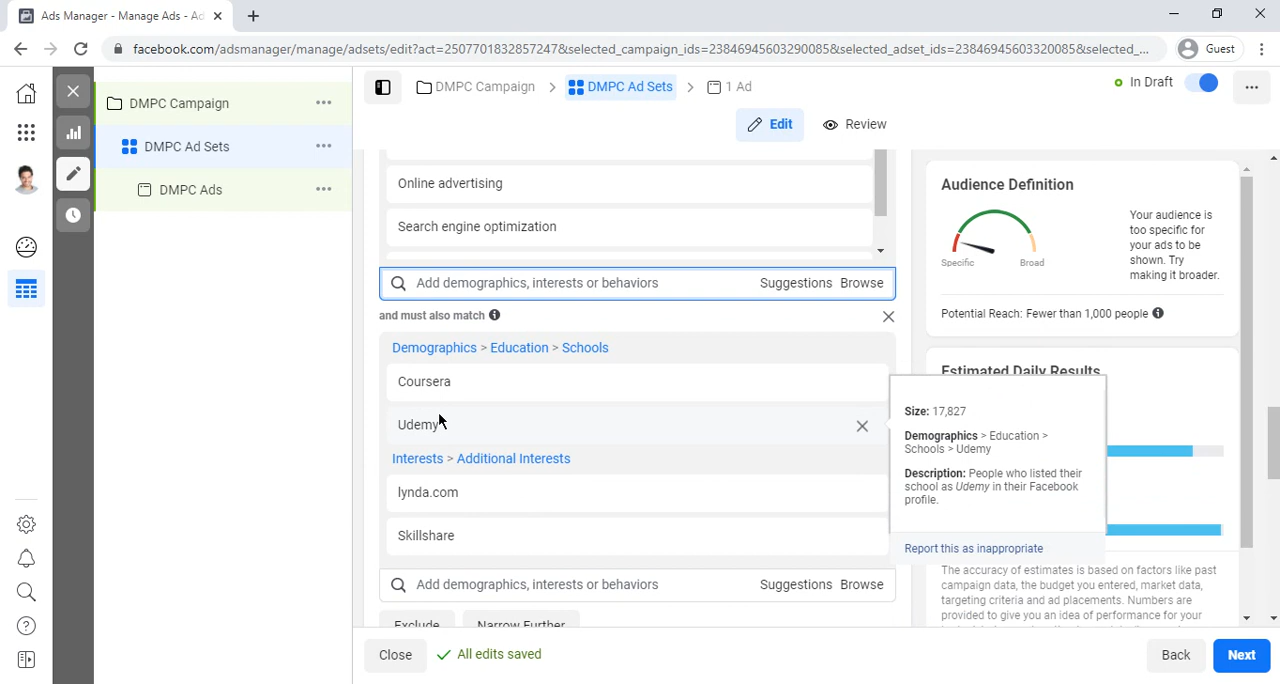 Ads Manager - Manage Ads - Ad
Guest
facebook.com/adsmanager/manage/adsets/edit?act=2507701832857247&selected_campaign_ids=23846945603290085&selected_adset_ids=23846945603320085&selected_...
DMPC Campaign
DMPC Ad Sets
DMPC Ads
DMPC Campaign > DMPC Ad Sets > 1 Ad
In Draft
Edit
Review
Online advertising
Search engine optimization
Add demographics, interests or behaviors
Suggestions Browse
and must also match
Demographics > Education > Schools
Coursera
Udemy
Interests > Additional Interests
lynda.com
Skillshare
Add demographics, interests or behaviors
Suggestions Browse
Exclude
Narrow Further
Size: 17,827
Demographics > Education >
Schools > Udemy
Description: People who listed their
school as Udemy in their Facebook
profile.
Report this as inappropriate
Audience Definition
Specific
Broad
Your audience is
too specific for
your ads to be
shown. Try
making it broader.
Potential Reach: Fewer than 1,000 people
Estimated Daily Results
The accuracy of estimates is based on factors like past
campaign data, the budget you entered, market data,
targeting criteria and ad placements. Numbers are
provided to give you an idea of performance for your
Close
All edits saved
Back
Next